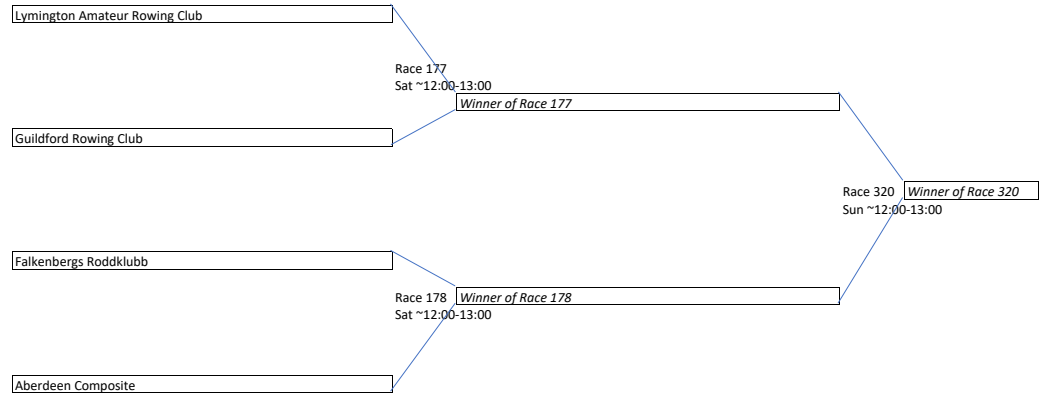 Lymington Amateur Rowing Club
Race 177
Sat ~12:00-13:00
Winner of Race 177
Guildford Rowing Club
Race 320
Winner of Race 320
Sun ~12:00-13:00
Falkenbergs Roddklubb
Race 178
Winner of Race 178
Sat ~12:00-13:00
Aberdeen Composite